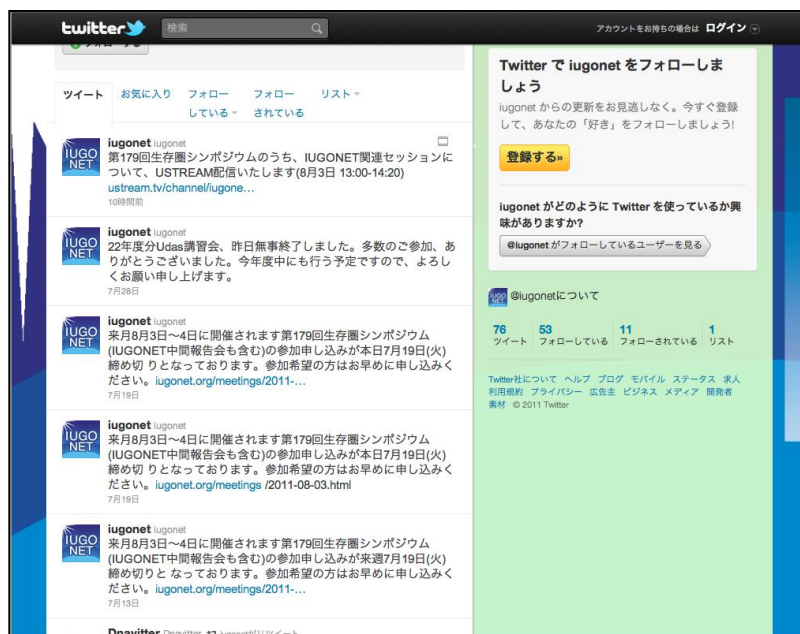 twitter
検索
アカウントをお持ちの場合は ログイン
フォローする
ツイート お気に入り フォローしている フォローされている リスト
IUGO NET
iugonet iugonet
第179回生存圏シンポジウムのうち、IUGONET関連セッションに
ついて、USTREAM配信いたします(8月3日 13:00-14:20)
ustream.tv/channel/iugone…
10時間前
IUGO NET
iugonet iugonet
22年度分Udas講習会、昨日無事終了しました。多数のご参加、あ
りがとうございました。今年度中にも行う予定ですので、よろし
くお願い申し上げます。
7月28日
IUGO NET
iugonet iugonet
来月8月3日〜4日に開催されます第179回生存圏シンポジウム
(IUGONET中間報告会も含む)の参加申し込みが本日7月19日(火)
締め切 りとなっております。参加希望の方はお早めに申し込みく
ださい。iugonet.org/meetings/2011-…
7月19日
IUGO NET
iugonet iugonet
来月8月3日〜4日に開催されます第179回生存圏シンポジウム
(IUGONET中間報告会も含む)の参加申し込みが本日7月19日(火)
締め切 りとなっております。参加希望の方はお早めに申し込みく
ださい。iugonet.org/meetings /2011-08-03.html
7月19日
IUGO NET
iugonet iugonet
来月8月3日〜4日に開催されます第179回生存圏シンポジウム
(IUGONET中間報告会も含む)の参加申し込みが来週7月19日(火)
締め切りと なっております。参加希望の方はお早めに申し込みく
ださい。iugonet.org/meetings/2011-…
7月13日
Twitter で iugonet をフォローしま
しょう
iugonet からの更新をお見逃しなく。今すぐ登録
して、あなたの「好き」をフォローしましょう!
登録する»
iugonet がどのように Twitter を使っているか興
味がありますか?
@iugonet がフォローしているユーザーを見る
IUGO NET
@iugonetについて
76 53 11 1
ツイート フォローしている フォローされている リスト
Twitter社について ヘルプ ブログ モバイル ステータス 求人
利用規約 プライバシー 広告主 ビジネス メディア 開発者
素材 © 2011 Twitter